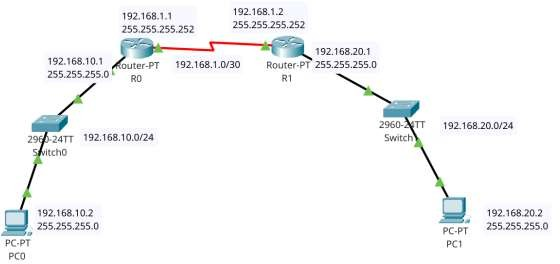 192.168.1.1
255.255.255.252
192.168.1.2
255.255.255.252
192.168.10.1
255.255.255.0
Router-PT
R0
192.168.1.0/30
Router-PT
R1
192.168.20.1
255.255.255.0
2960-24TT
Switch0
192.168.10.0/24
2960-24TT
Switch1
192.168.20.0/24
192.168.10.2
255.255.255.0
PC-PT
PC0
PC-PT
PC1
192.168.20.2
255.255.255.0